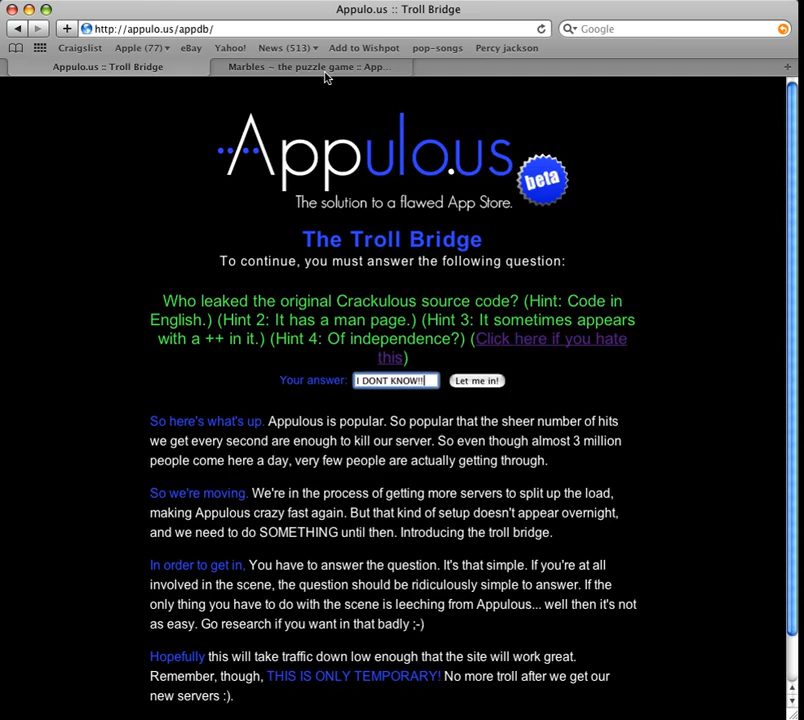 Appulo.us :: Troll Bridge
http://appulo.us/appdb/
Google
Craigslist Apple (77) eBay Yahoo! News (513) Add to Wishpot pop-songs Percy jackson
Appulo.us :: Troll Bridge Marbles ~ the puzzle game :: App...
Appulo.us
beta
The solution to a flawed App Store.
The Troll Bridge
To continue, you must answer the following question:
Who leaked the original Crackulous source code? (Hint: Code in
English.) (Hint 2: It has a man page.) (Hint 3: It sometimes appears
with a ++ in it.) (Hint 4: Of independence?) (Click here if you hate
this)
Your answer: I DONT KNOW!! Let me in!
So here's what's up. Appulous is popular. So popular that the sheer number of hits
we get every second are enough to kill our server. So even though almost 3 million
people come here a day, very few people are actually getting through.
So we're moving. We're in the process of getting more servers to split up the load,
making Appulous crazy fast again. But that kind of setup doesn't appear overnight,
and we need to do SOMETHING until then. Introducing the troll bridge.
In order to get in, You have to answer the question. It's that simple. If you're at all
involved in the scene, the question should be ridiculously simple to answer. If the
only thing you have to do with the scene is leeching from Appulous... well then it's not
as easy. Go research if you want in that badly ;-)
Hopefully this will take traffic down low enough that the site will work great.
Remember, though, THIS IS ONLY TEMPORARY! No more troll after we get our
new servers :).